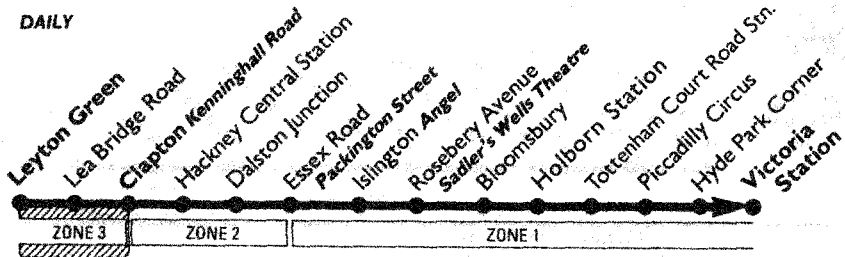 DAILY
Leyton Green
Lea Bridge Road
Clapton Kenninghall Road
Hackney Central Station
Dalston Junction
Essex Road
Packington Street
Islington Angel
Rosebery Avenue
Sadler's Wells Theatre
Bloomsbury
Holborn Station
Tottenham Court Road Stn.
Piccadilly Circus
Hyde Park Corner
Victoria
Station
ZONE 3
ZONE 2
ZONE 1